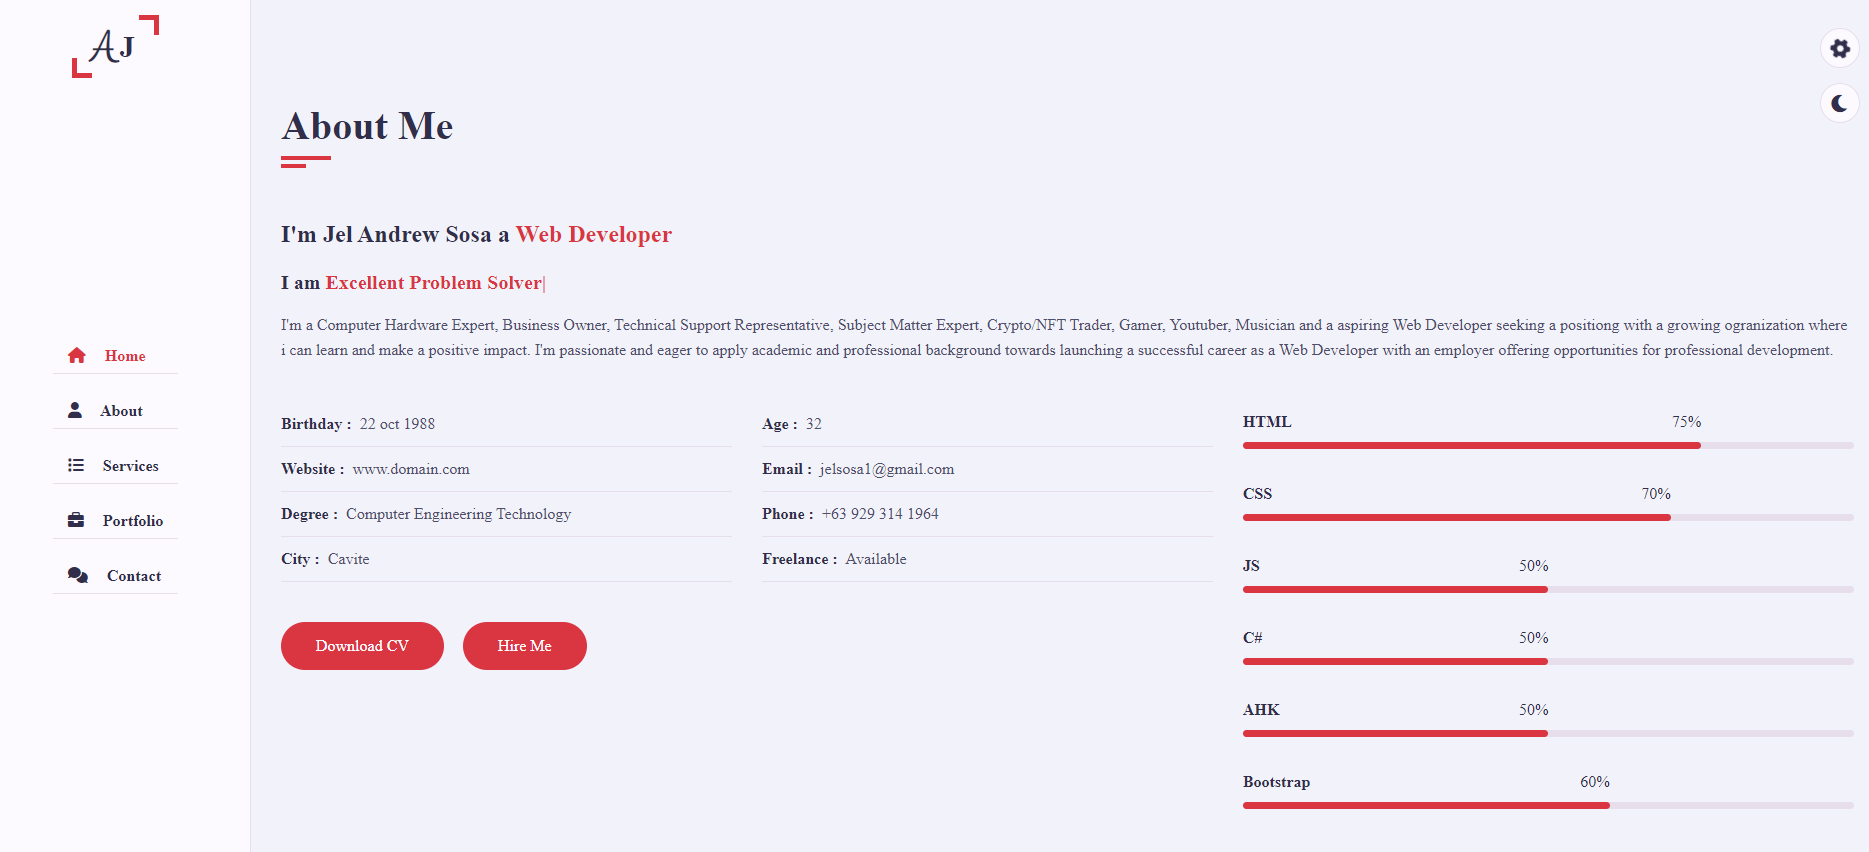 AJ
Home
About
Services
Portfolio
Contact
About Me
I'm Jel Andrew Sosa a Web Developer
I am Excellent Problem Solver|
I'm a Computer Hardware Expert, Business Owner, Technical Support Representative, Subject Matter Expert, Crypto/NFT Trader, Gamer, Youtuber, Musician and a aspiring Web Developer seeking a positiong with a growing ogranization where
i can learn and make a positive impact. I'm passionate and eager to apply academic and professional background towards launching a successful career as a Web Developer with an employer offering opportunities for professional development.
Birthday : 22 oct 1988
Age : 32
Website : www.domain.com
Email : jelsosa1@gmail.com
Degree : Computer Engineering Technology
Phone : +63 929 314 1964
City : Cavite
Freelance : Available
Download CV
Hire Me
HTML 75%
CSS 70%
JS 50%
C# 50%
AHK 50%
Bootstrap 60%